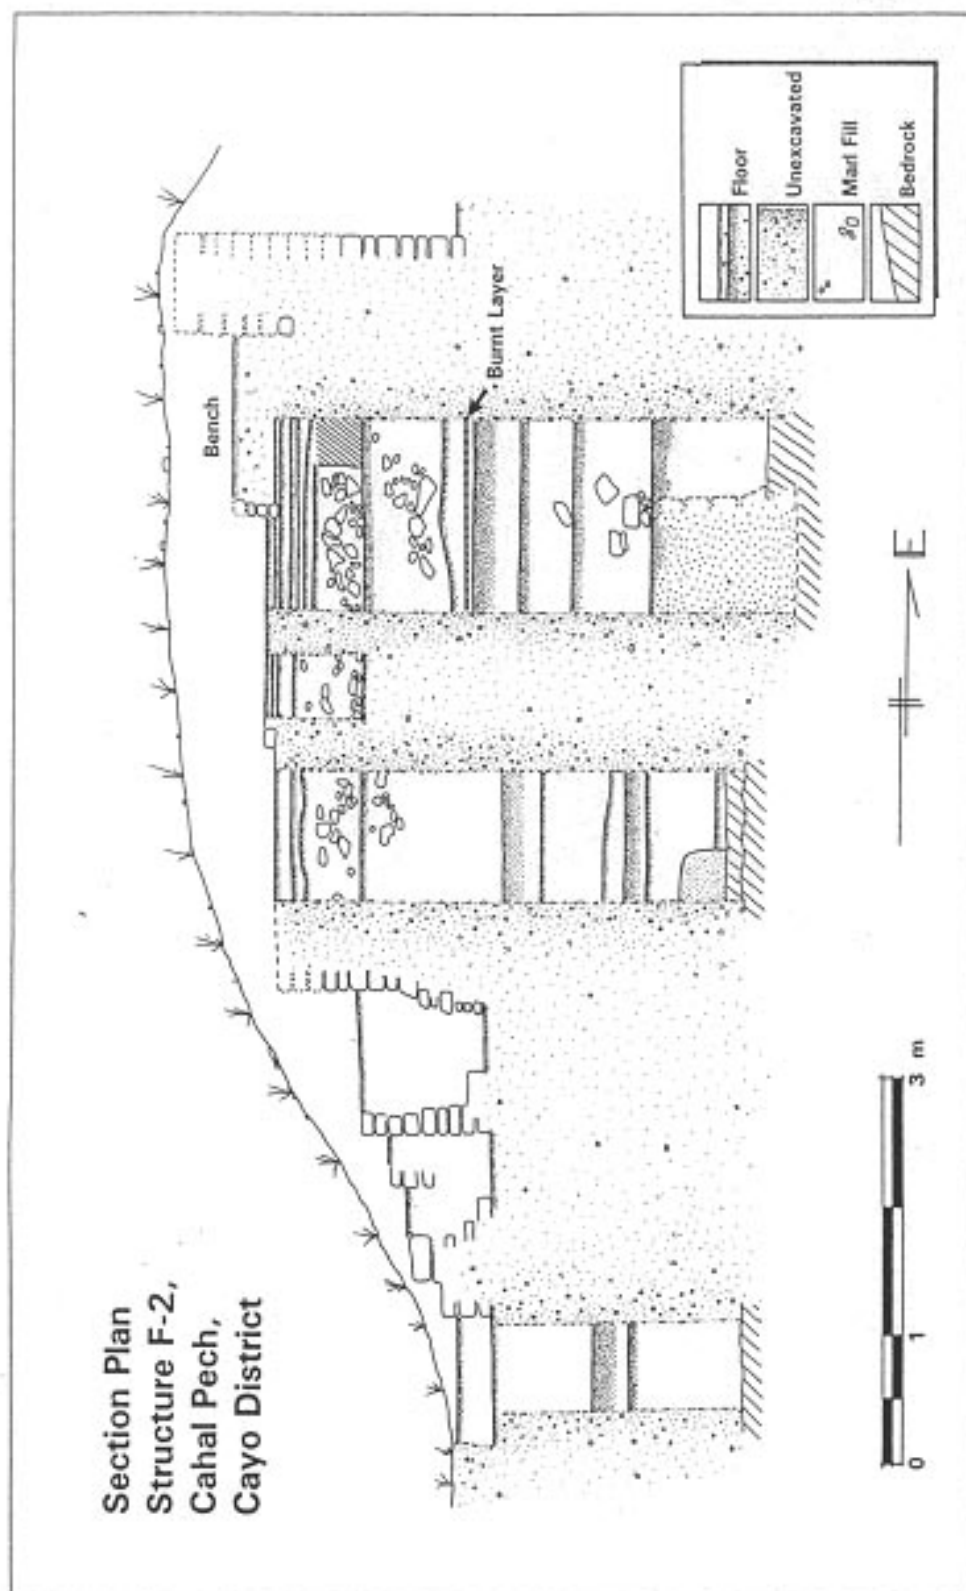 Section Plan
Structure F-2,
Cahal Pech,
Cayo District
Bench
Burnt Layer
Floor
Unexcavated
Marl Fill
Bedrock
0
1
3 m
E